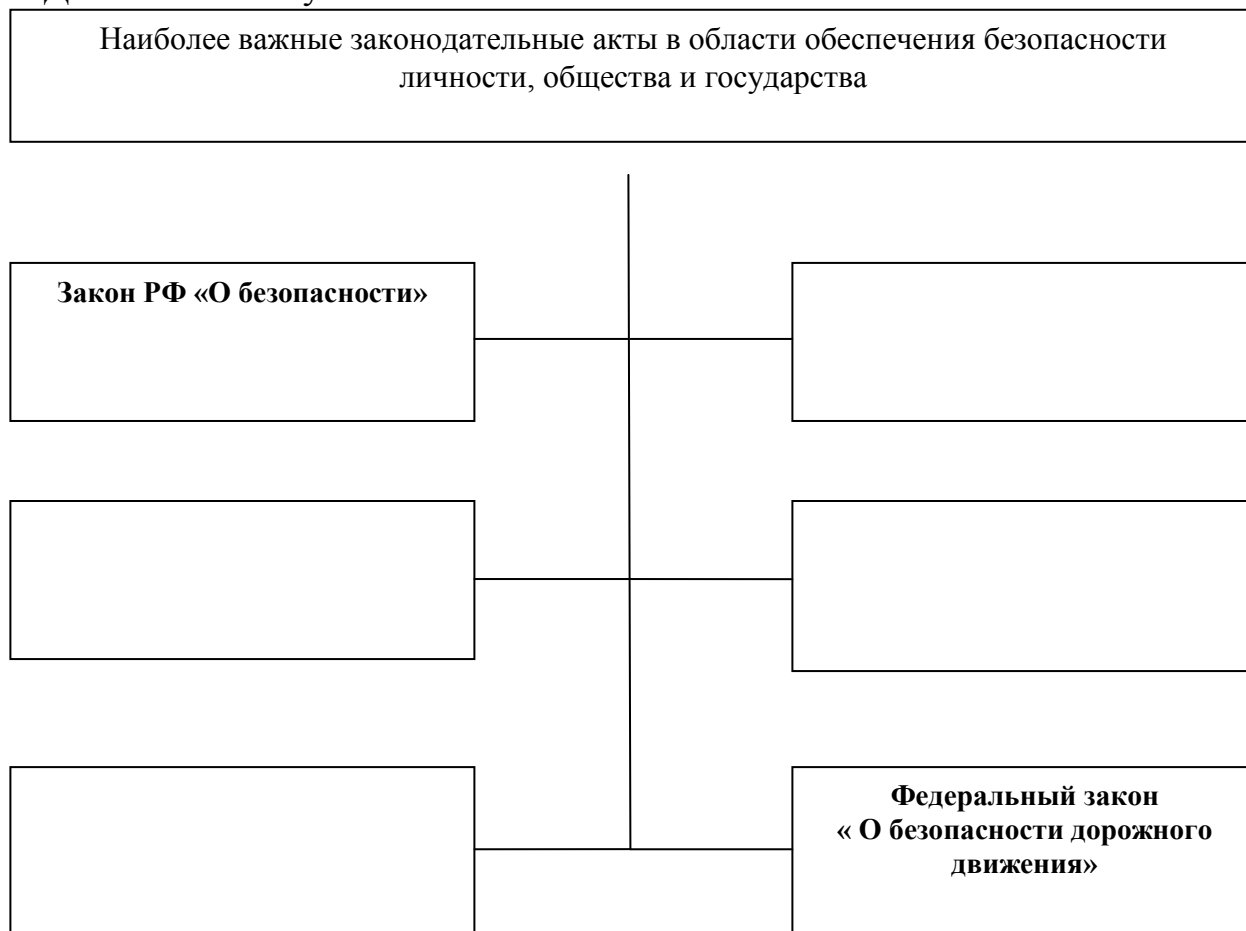 Наиболее важные законодательные акты в области обеспечения безопасности
личности, общества и государства
Закон РФ «О безопасности»
Федеральный закон
« О безопасности дорожного
движения»